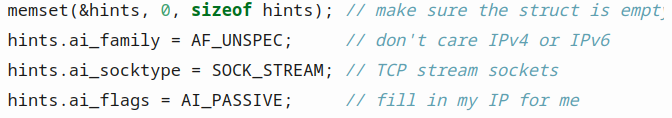 memset(&hints, 0, sizeof hints); // make sure the struct is empty
hints.ai_family = AF_UNSPEC;     // don't care IPv4 or IPv6
hints.ai_socktype = SOCK_STREAM; // TCP stream sockets
hints.ai_flags = AI_PASSIVE;     // fill in my IP for me